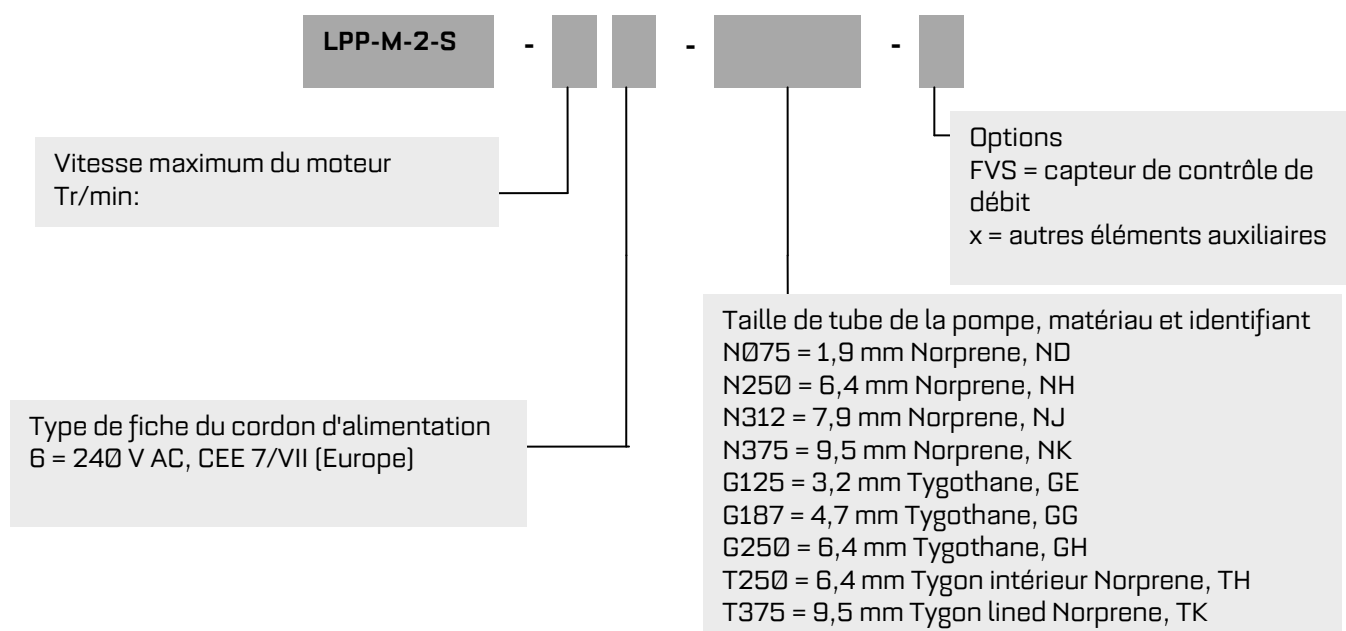 LPP-M-2-S - - -
Vitesse maximum du moteur
Tr/min:
Options
FVS = capteur de contrôle de
débit
x = autres éléments auxiliaires
Type de fiche du cordon d'alimentation
6 = 240 V AC, CEE 7/VII (Europe)
Taille de tube de la pompe, matériau et identifiant
N075 = 1,9 mm Norprene, ND
N250 = 6,4 mm Norprene, NH
N312 = 7,9 mm Norprene, NJ
N375 = 9,5 mm Norprene, NK
G125 = 3,2 mm Tygothane, GE
G187 = 4,7 mm Tygothane, GG
G250 = 6,4 mm Tygothane, GH
T250 = 6,4 mm Tygon intérieur Norprene, TH
T375 = 9,5 mm Tygon lined Norprene, TK